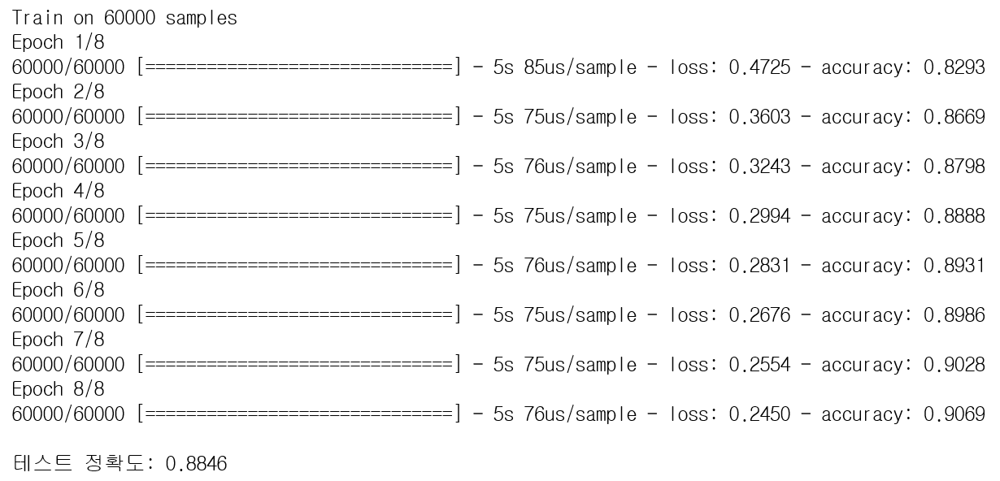 Train on 60000 samples
Epoch 1/8
60000/60000 [==============================] - 5s 85us/sample - loss: 0.4725 - accuracy: 0.8293
Epoch 2/8
60000/60000 [==============================] - 5s 75us/sample - loss: 0.3603 - accuracy: 0.8669
Epoch 3/8
60000/60000 [==============================] - 5s 76us/sample - loss: 0.3243 - accuracy: 0.8798
Epoch 4/8
60000/60000 [==============================] - 5s 75us/sample - loss: 0.2994 - accuracy: 0.8888
Epoch 5/8
60000/60000 [==============================] - 5s 76us/sample - loss: 0.2831 - accuracy: 0.8931
Epoch 6/8
60000/60000 [==============================] - 5s 75us/sample - loss: 0.2676 - accuracy: 0.8986
Epoch 7/8
60000/60000 [==============================] - 5s 75us/sample - loss: 0.2554 - accuracy: 0.9028
Epoch 8/8
60000/60000 [==============================] - 5s 76us/sample - loss: 0.2450 - accuracy: 0.9069
테스트 정확도: 0.8846